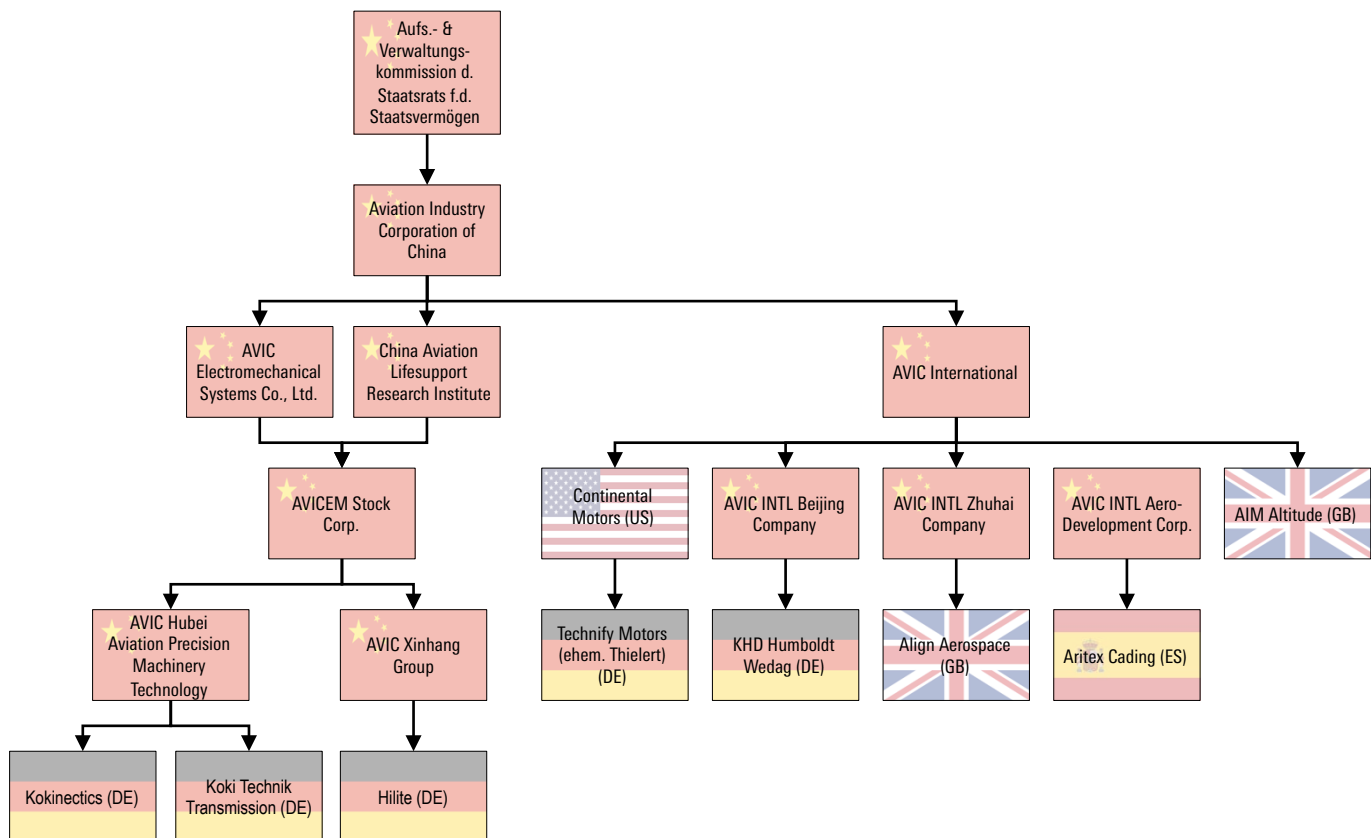 Aufs.- &
Verwaltungs-
kommission d.
Staatsrats f.d.
Staatsvermögen
Aviation Industry
Corporation of
China
AVIC
Electromechanical
Systems Co., Ltd.
China Aviation
Lifesupport
Research Institute
AVIC International
AVICEM Stock
Corp.
Continental
Motors (US)
AVIC INTL Beijing
Company
AVIC INTL Zhuhai
Company
AVIC INTL Aero-
Development Corp.
AIM Altitude (GB)
AVIC Hubei
Aviation Precision
Machinery
Technology
AVIC Xinhang
Group
Technify Motors
(ehem. Thielert)
(DE)
KHD Humboldt
Wedag (DE)
Align Aerospace
(GB)
Aritex Cading (ES)
Kokinectics (DE)
Koki Technik
Transmission (DE)
Hilite (DE)